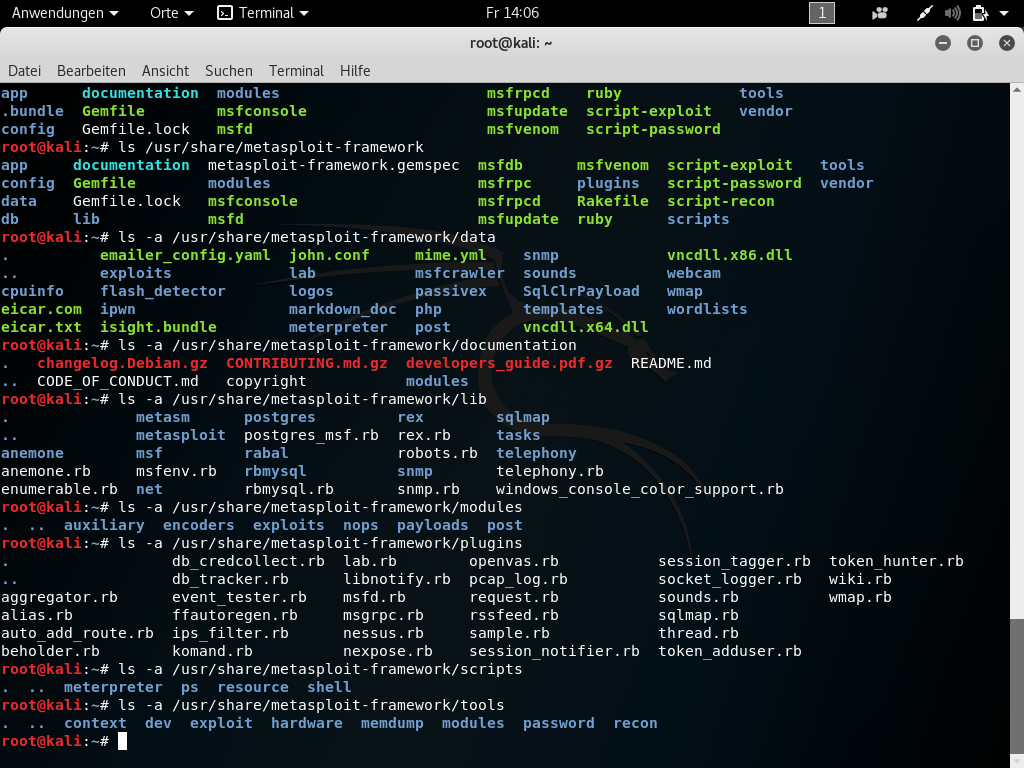 Anwendungen Orte Terminal Fr 14:06 1
root@kali: ~
Datei Bearbeiten Ansicht Suchen Terminal Hilfe
app documentation modules msfrpcd ruby tools
.bundle Gemfile msfconsole msfupdate script-exploit vendor
config Gemfile.lock msfd msfvenom script-password
root@kali:~# ls /usr/share/metasploit-framework
app documentation metasploit-framework.gemspec msfdb msfvenom script-exploit tools
config Gemfile modules msfrpc plugins script-password vendor
data Gemfile.lock msfconsole msfrpcd Rakefile script-recon
db lib msfd msfupdate ruby scripts
root@kali:~# ls -a /usr/share/metasploit-framework/data
. emailer_config.yaml john.conf mime.yml snmp vncdll.x86.dll
.. exploits lab msfcrawler sounds webcam
cpuinfo flash_detector logos passivex SqlClrPayload wmap
eicar.com ipwn markdown_doc php templates wordlists
eicar.txt isight.bundle meterpreter post vncdll.x64.dll
root@kali:~# ls -a /usr/share/metasploit-framework/documentation
. changelog.Debian.gz CONTRIBUTING.md.gz developers_guide.pdf.gz README.md
.. CODE_OF_CONDUCT.md copyright modules
root@kali:~# ls -a /usr/share/metasploit-framework/lib
. metasm postgres rex sqlmap
.. metasploit postgres_msf.rb rex.rb tasks
anemone msf rabal robots.rb telephony
anemone.rb msfenv.rb rbmysql snmp telephony.rb
enumerable.rb net rbmysql.rb snmp.rb windows_console_color_support.rb
root@kali:~# ls -a /usr/share/metasploit-framework/modules
. .. auxiliary encoders exploits nops payloads post
root@kali:~# ls -a /usr/share/metasploit-framework/plugins
. db_credcollect.rb lab.rb openvas.rb session_tagger.rb token_hunter.rb
.. db_tracker.rb libnotify.rb pcap_log.rb socket_logger.rb wiki.rb
aggregator.rb event_tester.rb msfd.rb request.rb sounds.rb wmap.rb
alias.rb ffautoregen.rb msgrpc.rb rssfeed.rb sqlmap.rb
auto_add_route.rb ips_filter.rb nessus.rb sample.rb thread.rb
beholder.rb komand.rb nexpose.rb session_notifier.rb token_adduser.rb
root@kali:~# ls -a /usr/share/metasploit-framework/scripts
. .. meterpreter ps resource shell
root@kali:~# ls -a /usr/share/metasploit-framework/tools
. .. context dev exploit hardware memdump modules password recon
root@kali:~#